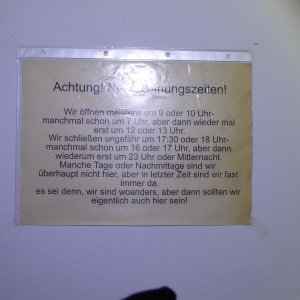 Achtung! Neue Öffnungszeiten!
Wir öffnen meistens um 9 oder 10 Uhr-
manchmal schon um 7 Uhr, aber dann wieder mal
erst um 12 oder 13 Uhr.
Wir schließen ungefähr um 17:30 oder 18 Uhr-
manchmal schon um 16 oder 17 Uhr, aber dann
wiederum erst um 23 Uhr oder Mitternacht.
Manche Tage oder Nachmittage sind wir
überhaupt nicht hier, aber in letzter Zeit sind wir fast
immer da,
es sei denn, wir sind woanders, aber dann sollten wir
eigentlich auch hier sein!